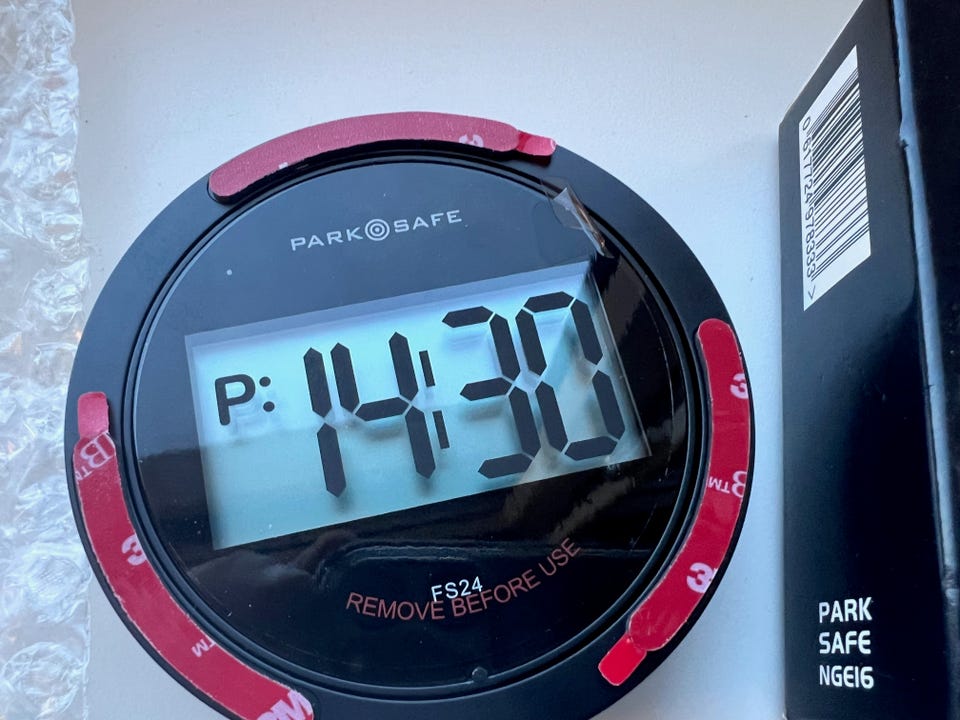 PARK SAFE
P: 14:30
FS24
REMOVE BEFORE USE
PARK
SAFE
NGE16